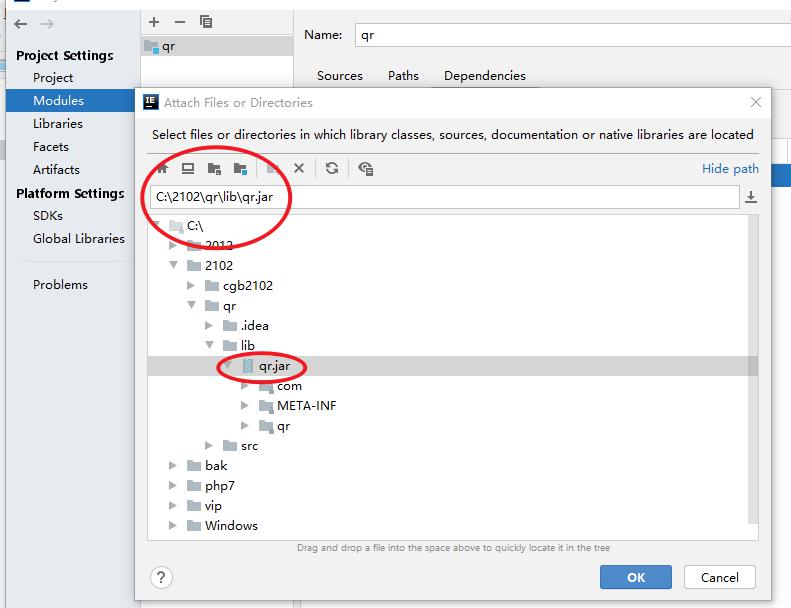 qr
Name: qr
Project Settings
Project
Modules
Libraries
Facets
Artifacts
Platform Settings
SDKs
Global Libraries
Problems
Sources Paths Dependencies
Attach Files or Directories
Select files or directories in which library classes, sources, documentation or native libraries are located
Hide path
C:\2102\qr\lib\qr.jar
C:\
2012
2102
cgb2102
qr
.idea
lib
qr.jar
com
META-INF
qr
src
bak
php7
vip
Windows
Drag and drop a file into the space above to quickly locate it in the tree
? OK Cancel